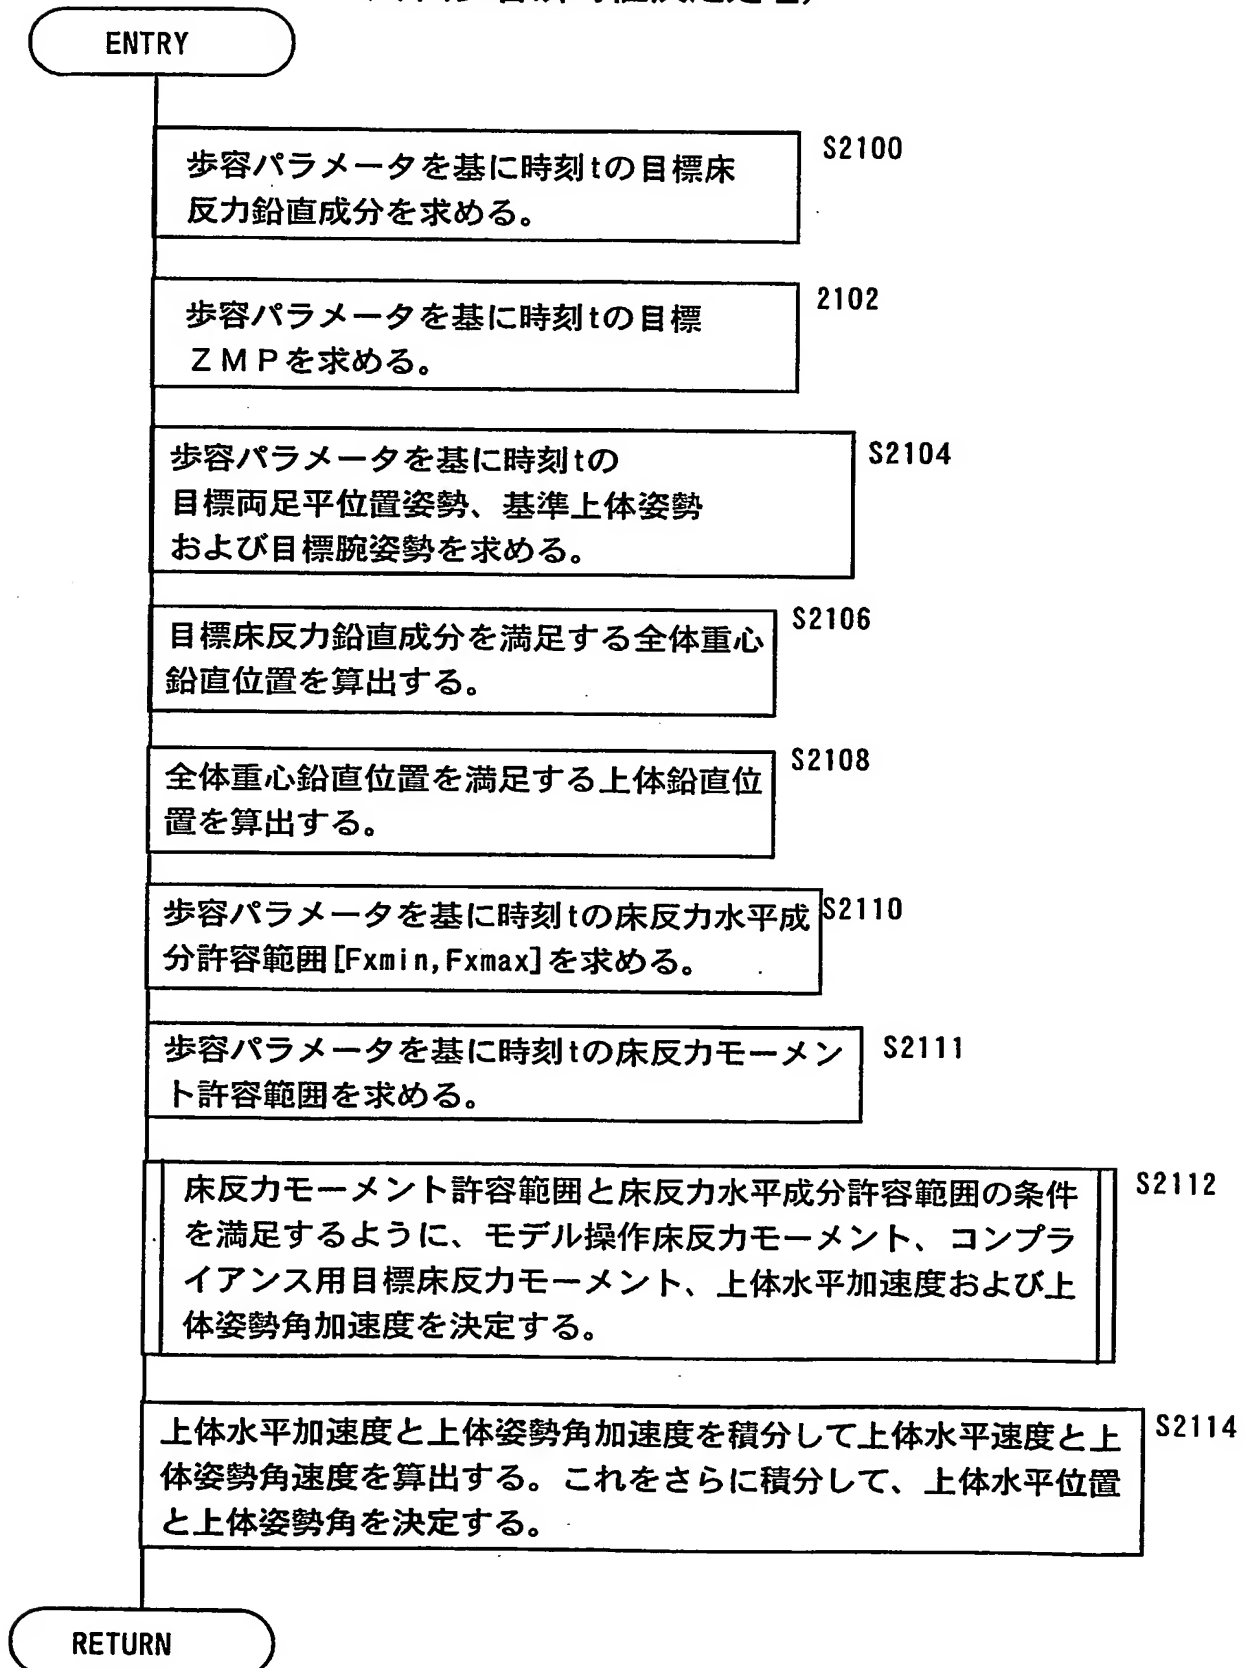 ENTRY
歩容パラメータを基に時刻tの目標床
反力鉛直成分を求める。
S2100
歩容パラメータを基に時刻tの目標
ZMPを求める。
2102
歩容パラメータを基に時刻tの
目標両足平位置姿勢、基準上体姿勢
および目標腕姿勢を求める。
S2104
目標床反力鉛直成分を満足する全体重心
鉛直位置を算出する。
S2106
全体重心鉛直位置を満足する上体鉛直位
置を算出する。
S2108
歩容パラメータを基に時刻tの床反力水平成
分許容範囲[Fxmin,Fxmax]を求める。
S2110
歩容パラメータを基に時刻tの床反力モーメン
ト許容範囲を求める。
S2111
床反力モーメント許容範囲と床反力水平成分許容範囲の条件
を満足するように、モデル操作床反力モーメント、コンプラ
イアンス用目標床反力モーメント、上体水平加速度および上
体姿勢角加速度を決定する。
S2112
上体水平加速度と上体姿勢角加速度を積分して上体水平速度と上
体姿勢角速度を算出する。これをさらに積分して、上体水平位置
と上体姿勢角を決定する。
S2114
RETURN